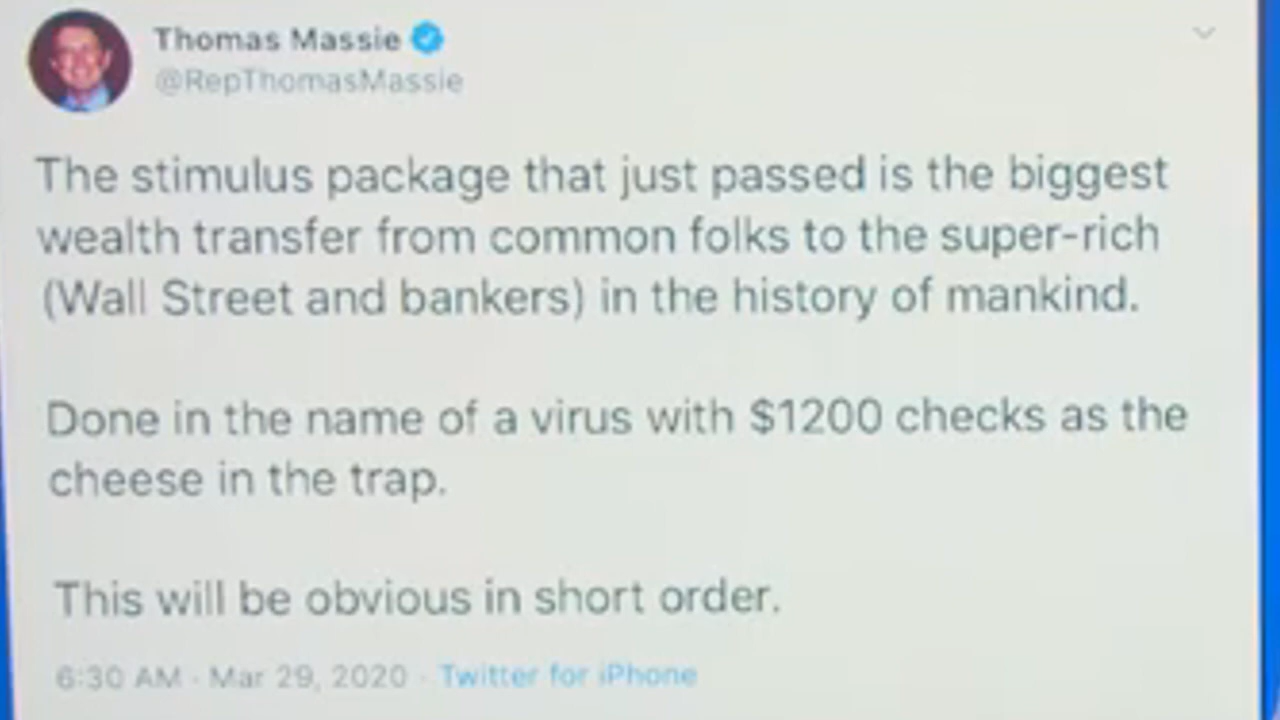 Thomas Massie
@RepThomasMassie
The stimulus package that just passed is the biggest
wealth transfer from common folks to the super-rich
(Wall Street and bankers) in the history of mankind.
Done in the name of a virus with $1200 checks as the
cheese in the trap.
This will be obvious in short order.
6:30 AM · Mar 29, 2020 · Twitter for iPhone